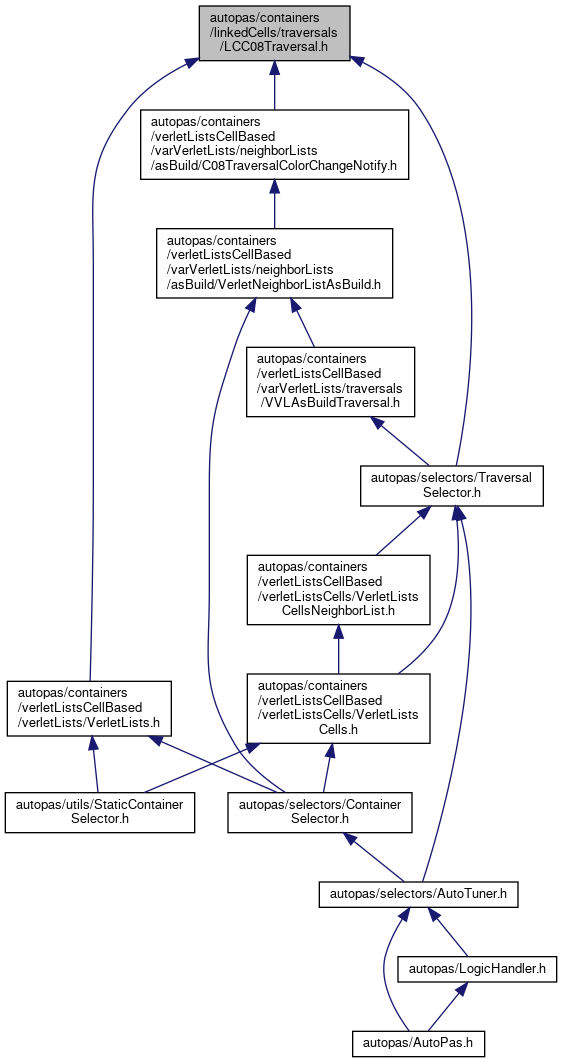 autopas/containers
/linkedCells/traversals
/LCC08Traversal.h
autopas/containers
/verletListsCellBased
/varVerletLists/neighborLists
/asBuild/C08TraversalColorChangeNotify.h
autopas/containers
/verletListsCellBased
/varVerletLists/neighborLists
/asBuild/VerletNeighborListAsBuild.h
autopas/containers
/verletListsCellBased
/varVerletLists/traversals
/VVLAsBuildTraversal.h
autopas/selectors/Traversal
Selector.h
autopas/containers
/verletListsCellBased
/verletListsCells/VerletLists
CellsNeighborList.h
autopas/containers
/verletListsCellBased
/verletLists/VerletLists.h
autopas/containers
/verletListsCellBased
/verletListsCells/VerletLists
Cells.h
autopas/utils/StaticContainer
Selector.h
autopas/selectors/Container
Selector.h
autopas/selectors/AutoTuner.h
autopas/LogicHandler.h
autopas/AutoPas.h